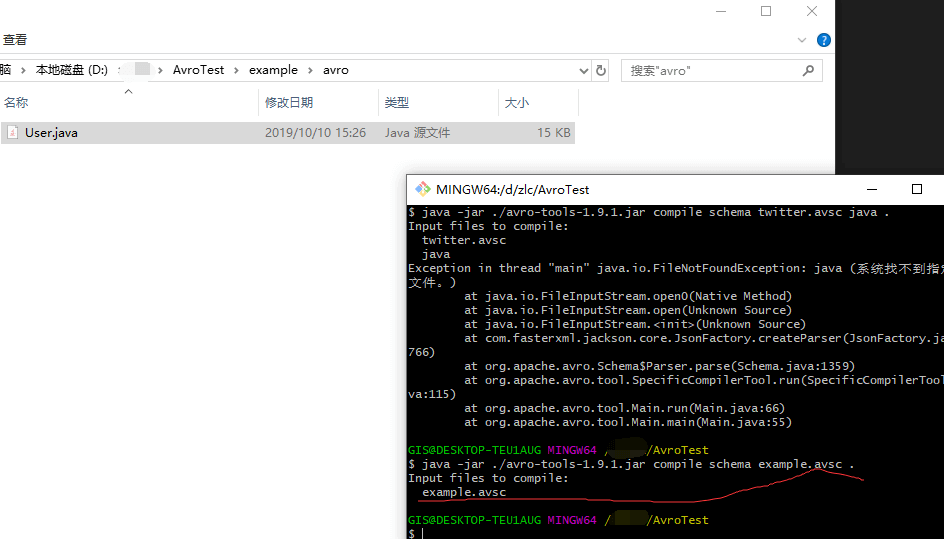 查看
?
脑 › 本地磁盘 (D:) › › AvroTest › example › avro
搜索"avro"
名称 修改日期 类型 大小
User.java 2019/10/10 15:26 Java 源文件 15 KB
MINGW64:/d/zlc/AvroTest
$ java -jar ./avro-tools-1.9.1.jar compile schema twitter.avsc java .
Input files to compile:
twitter.avsc
java
Exception in thread "main" java.io.FileNotFoundException: java (系统找不到指定
文件。)
at java.io.FileInputStream.open0(Native Method)
at java.io.FileInputStream.open(Unknown Source)
at java.io.FileInputStream.<init>(Unknown Source)
at com.fasterxml.jackson.core.JsonFactory.createParser(JsonFactory.ja
766)
at org.apache.avro.Schema$Parser.parse(Schema.java:1359)
at org.apache.avro.tool.SpecificCompilerTool.run(SpecificCompilerTool
va:115)
at org.apache.avro.tool.Main.run(Main.java:66)
at org.apache.avro.tool.Main.main(Main.java:55)
GIS@DESKTOP-TEU1AUG MINGW64 / /AvroTest
$ java -jar ./avro-tools-1.9.1.jar compile schema example.avsc .
Input files to compile:
example.avsc
GIS@DESKTOP-TEU1AUG MINGW64 / /AvroTest
$